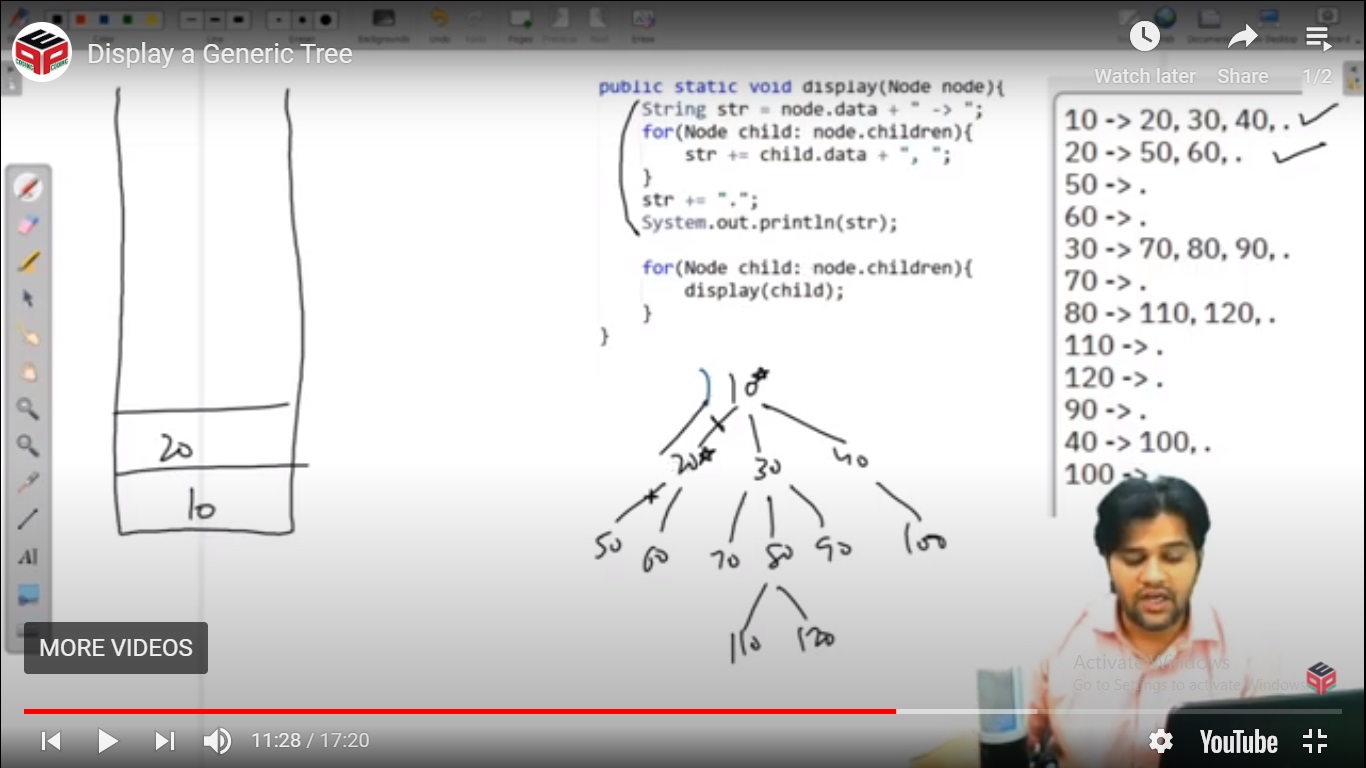 Display a Generic Tree
Watch later Share 1/2
public static void display(Node node){
String str = node.data + " -> ";
for(Node child: node.children){
str += child.data + ", ";
}
str += ".";
System.out.println(str);
for(Node child: node.children){
display(child);
}
}
10 -> 20, 30, 40, .
20 -> 50, 60, .
50 -> .
60 -> .
30 -> 70, 80, 90, .
70 -> .
80 -> 110, 120, .
110 -> .
120 -> .
90 -> .
40 -> 100, .
100 ->
20
10
10
20 30 40
50 60 70 80 90 100
110 120
MORE VIDEOS
Activate Windows
Go to Settings to activate Windows
11:28 / 17:20
YouTube